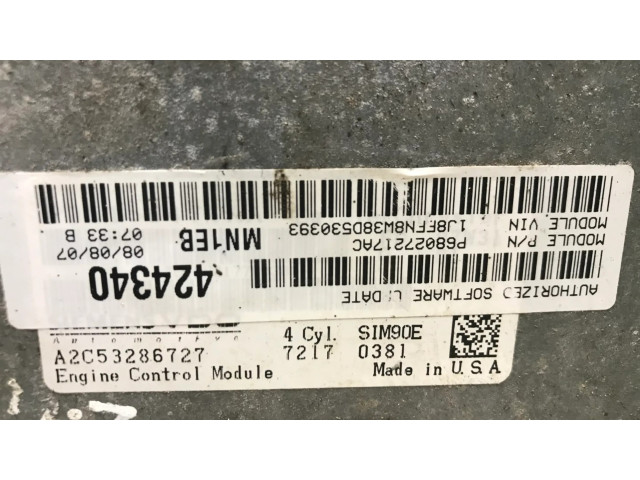 AUTHORIZED SOFTWARE U DATE
424340
MODULE P/N P68027217AC
MODULE VIN 1J8FFN8W38D530393
MN1EB
08/08/07
07:33 B
Automotive
4 Cyl. SIM90E
A2C53286727 7217 0381
Engine Control Module Made in U.S.A